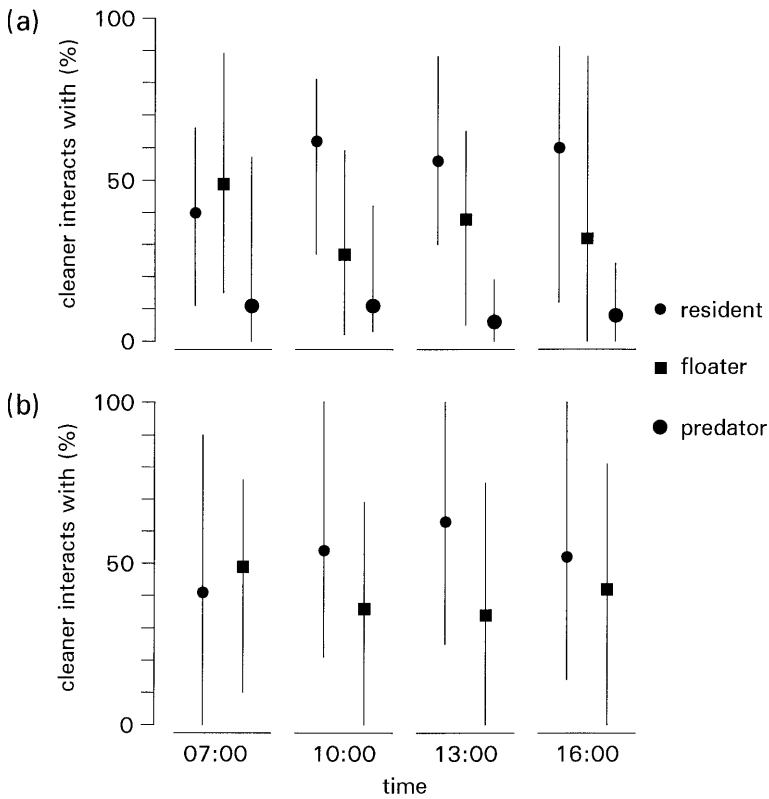 (a)
cleaner interacts with (%)
100
50
0
resident
floater
predator
(b)
cleaner interacts with (%)
100
50
0
07:00 10:00 13:00 16:00
time